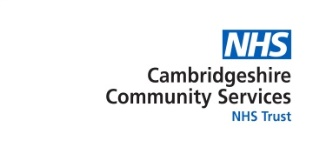 NHS
Cambridgeshire
Community Services
NHS Trust